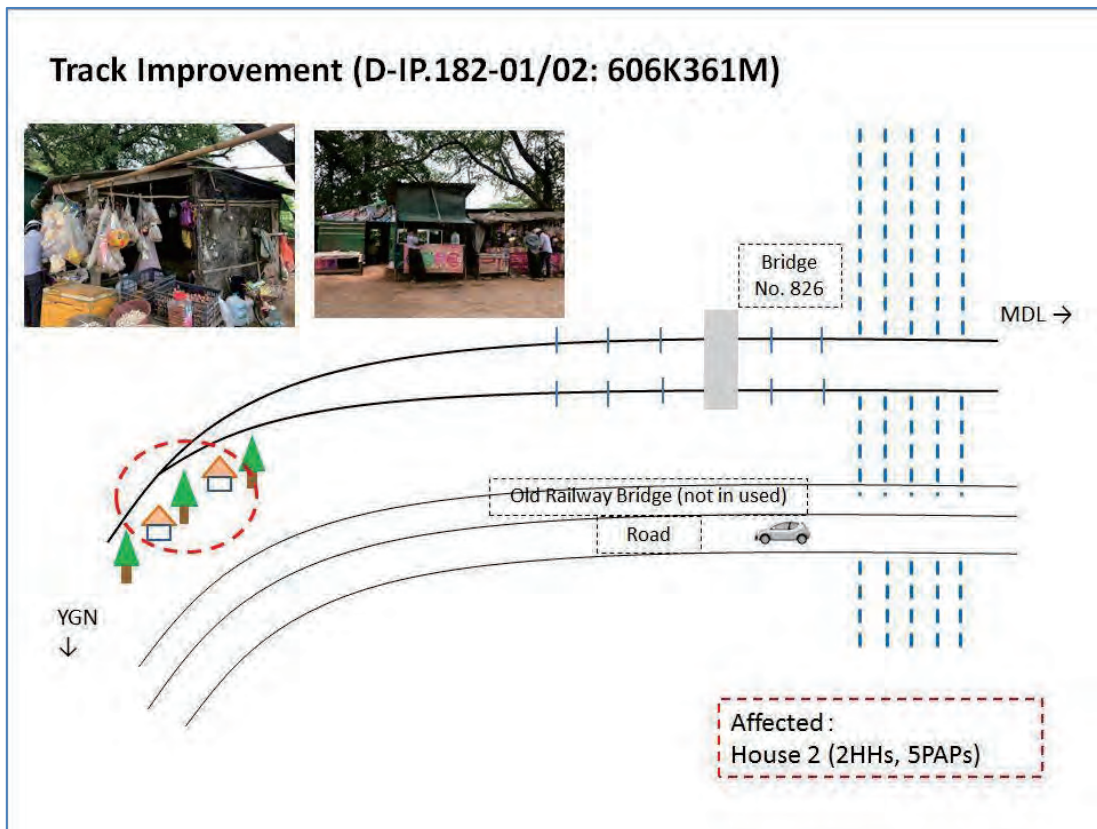 Track Improvement (D-IP.182-01/02: 606K361M)
Bridge
No. 826
MDL →
Old Railway Bridge (not in used)
Road
YGN
↓
Affected :
House 2 (2HHs, 5PAPs)